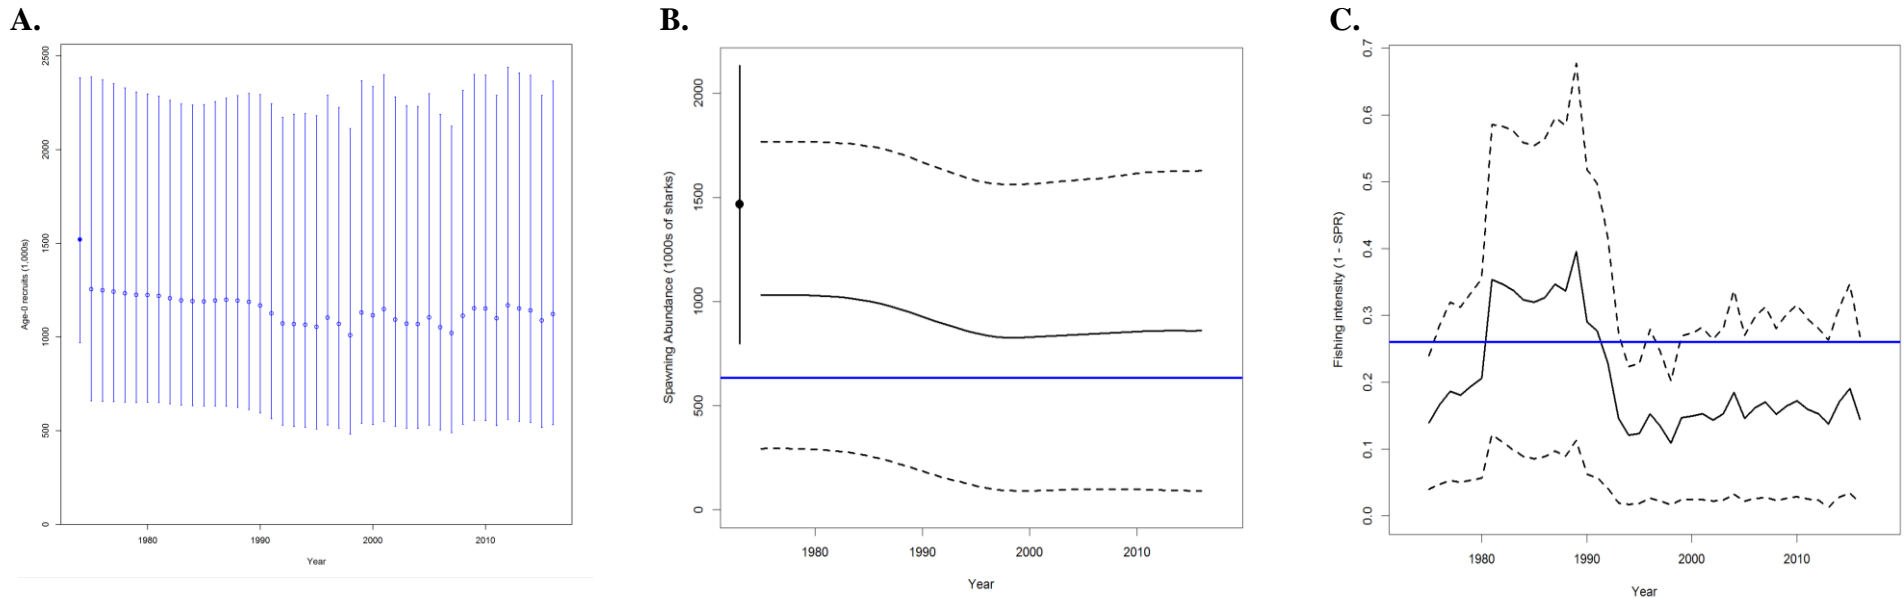 A.
Age-0 recruits (1,000s)
2500
2000
1500
1000
500
0
1980 1990 2000 2010
Year
B.
Spawning Abundance (1000s of sharks)
2000
1500
1000
500
0
1980 1990 2000 2010
Year
C.
Fishing intensity (1 - SPR)
0.7
0.6
0.5
0.4
0.3
0.2
0.1
0.0
1980 1990 2000 2010
Year